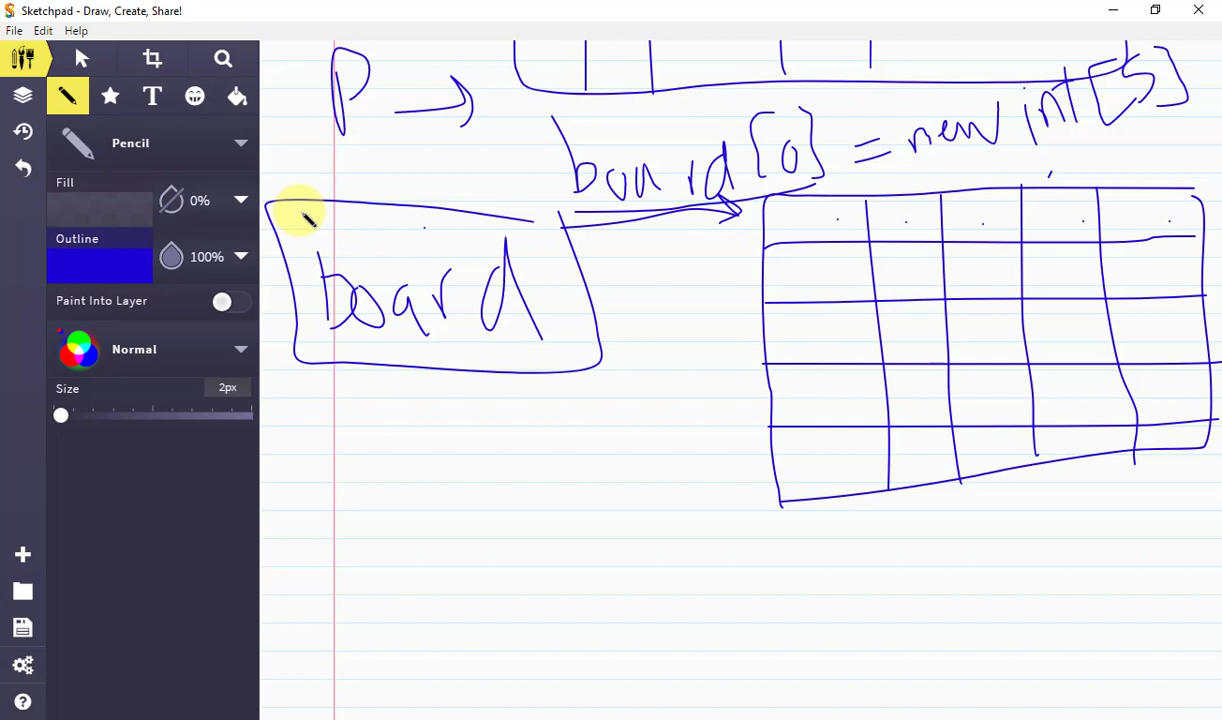 Sketchpad - Draw, Create, Share!
File Edit Help
Pencil
Fill
0%
Outline
100%
Paint Into Layer
Normal
Size
2px
P
board[0] = new int[5]
board